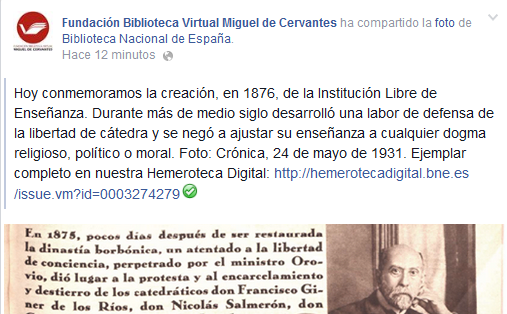 Fundación Biblioteca Virtual Miguel de Cervantes ha compartido la foto de
Biblioteca Nacional de España.
Hace 12 minutos
FUNDACIÓN BIBLIOTECA VIRTUAL
MIGUEL DE CERVANTES
Hoy conmemoramos la creación, en 1876, de la Institución Libre de
Enseñanza. Durante más de medio siglo desarrolló una labor de defensa de
la libertad de cátedra y se negó a ajustar su enseñanza a cualquier dogma
religioso, político o moral. Foto: Crónica, 24 de mayo de 1931. Ejemplar
completo en nuestra Hemeroteca Digital: http://hemerotecadigital.bne.es
/issue.vm?id=0003274279
En 1875, pocos días después de ser restaurada
la dinastía borbónica, un atentado a la libertad
de conciencia, perpetrado por el ministro Oro-
vio, dió lugar a la protesta y al encarcelamiento
y destierro de los catedráticos don Francisco Gi-
ner de los Ríos, don Nicolás Salmerón, don